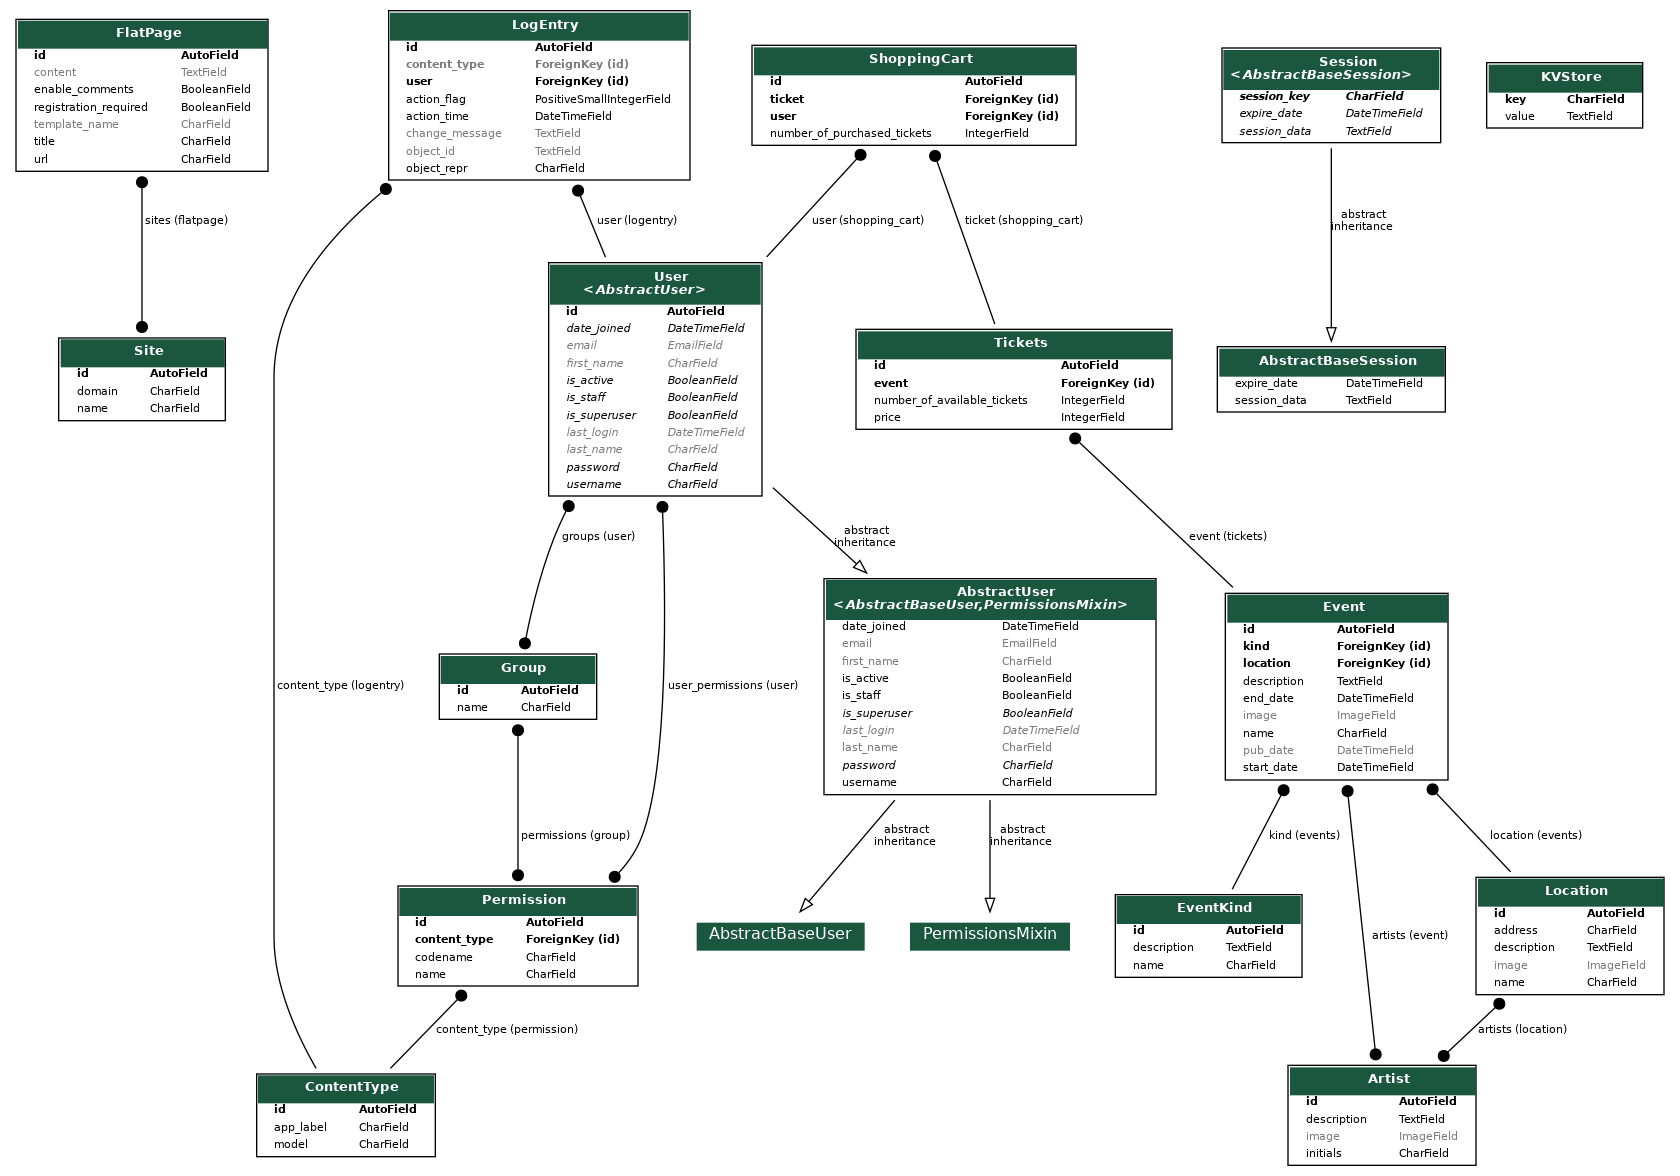 FlatPage
id AutoField
content TextField
enable_comments BooleanField
registration_required BooleanField
template_name CharField
title CharField
url CharField
LogEntry
id AutoField
content_type ForeignKey (id)
user ForeignKey (id)
action_flag PositiveSmallIntegerField
action_time DateTimeField
change_message TextField
object_id TextField
object_repr CharField
ShoppingCart
id AutoField
ticket ForeignKey (id)
user ForeignKey (id)
number_of_purchased_tickets IntegerField
Session
<AbstractBaseSession>
session_key CharField
expire_date DateTimeField
session_data TextField
KVStore
key CharField
value TextField
sites (flatpage)
user (logentry)
user (shopping_cart)
ticket (shopping_cart)
abstract
inheritance
Site
id AutoField
domain CharField
name CharField
User
<AbstractUser>
id AutoField
date_joined DateTimeField
email EmailField
first_name CharField
is_active BooleanField
is_staff BooleanField
is_superuser BooleanField
last_login DateTimeField
last_name CharField
password CharField
username CharField
Tickets
id AutoField
event ForeignKey (id)
number_of_available_tickets IntegerField
price IntegerField
AbstractBaseSession
expire_date DateTimeField
session_data TextField
groups (user)
abstract
inheritance
event (tickets)
content_type (logentry)
Group
id AutoField
name CharField
user_permissions (user)
AbstractUser
<AbstractBaseUser,PermissionsMixin>
date_joined DateTimeField
email EmailField
first_name CharField
is_active BooleanField
is_staff BooleanField
is_superuser BooleanField
last_login DateTimeField
last_name CharField
password CharField
username CharField
Event
id AutoField
kind ForeignKey (id)
location ForeignKey (id)
description TextField
end_date DateTimeField
image ImageField
name CharField
pub_date DateTimeField
start_date DateTimeField
permissions (group)
abstract
inheritance
abstract
inheritance
kind (events)
location (events)
Permission
id AutoField
content_type ForeignKey (id)
codename CharField
name CharField
AbstractBaseUser
PermissionsMixin
EventKind
id AutoField
description TextField
name CharField
artists (event)
Location
id AutoField
address CharField
description TextField
image ImageField
name CharField
content_type (permission)
artists (location)
ContentType
id AutoField
app_label CharField
model CharField
Artist
id AutoField
description TextField
image ImageField
initials CharField